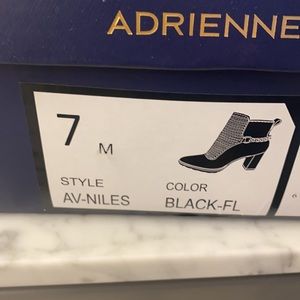 ADRIENNE
7 M
STYLE COLOR
AV-NILES BLACK-FL